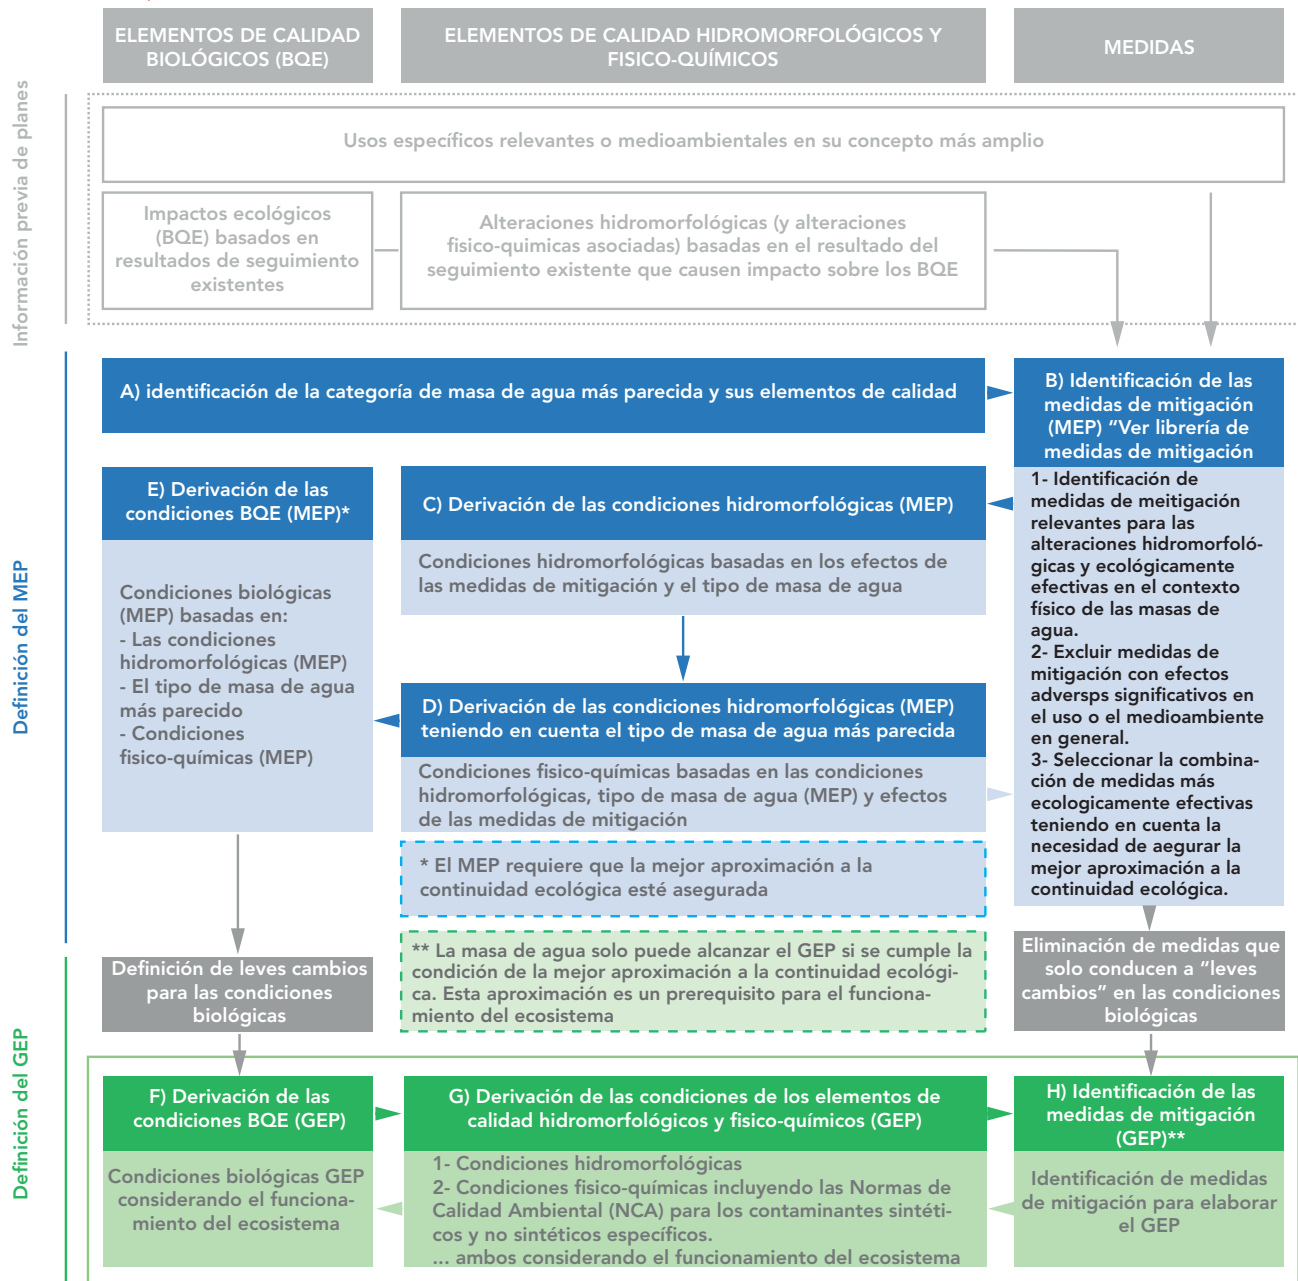 ELEMENTOS DE CALIDAD
BIOLÓGICOS (BQE)
ELEMENTOS DE CALIDAD HIDROMORFOLÓGICOS Y
FISICO-QUÍMICOS
MEDIDAS
Información previa de planes
Usos específicos relevantes o medioambientales en su concepto más amplio
Impactos ecológicos
(BQE) basados en
resultados de seguimiento
existentes
Alteraciones hidromorfológicas (y alteraciones
fisico-quimicas asociadas) basadas en el resultado del
seguimiento existente que causen impacto sobre los BQE
Definición del MEP
A) identificación de la categoría de masa de agua más parecida y sus elementos de calidad
B) Identificación de las
medidas de mitigación
(MEP) "Ver librería de
medidas de mitigación
1- Identificación de
medidas de meitigación
relevantes para las
alteraciones hidromorfoló-
gicas y ecológicamente
efectivas en el contexto
físico de las masas de
agua.
2- Excluir medidas de
mitigación con efectos
adversps significativos en
el uso o el medioambiente
en general.
3- Seleccionar la combina-
ción de medidas más
ecologicamente efectivas
teniendo en cuenta la
necesidad de aegurar la
mejor aproximación a la
continuidad ecológica.
C) Derivación de las condiciones hidromorfológicas (MEP)
Condiciones hidromorfológicas basadas en los efectos de
las medidas de mitigación y el tipo de masa de agua
D) Derivación de las condiciones hidromorfológicas (MEP)
teniendo en cuenta el tipo de masa de agua más parecida
Condiciones fisico-químicas basadas en las condiciones
hidromorfológicas, tipo de masa de agua (MEP) y efectos
de las medidas de mitigación
E) Derivación de las
condiciones BQE (MEP)*
Condiciones biológicas
(MEP) basadas en:
- Las condiciones
hidromorfológicas (MEP)
- El tipo de masa de agua
más parecido
- Condiciones
fisico-químicas (MEP)
* El MEP requiere que la mejor aproximación a la
continuidad ecológica esté asegurada
** La masa de agua solo puede alcanzar el GEP si se cumple la
condición de la mejor aproximación a la continuidad ecológi-
ca. Esta aproximación es un prerequisito para el funciona-
miento del ecosistema
Definición de leves cambios
para las condiciones
biológicas
Eliminación de medidas que
solo conducen a "leves
cambios" en las condiciones
biológicas
Definición del GEP
F) Derivación de las
condiciones BQE (GEP)
Condiciones biológicas GEP
considerando el funciona-
miento del ecosistema
G) Derivación de las condiciones de los elementos de
calidad hidromorfológicos y fisico-químicos (GEP)
1- Condiciones hidromorfológicas
2- Condiciones fisico-químicas incluyendo las Normas de
Calidad Ambiental (NCA) para los contaminantes sintéti-
cos y no sintéticos específicos.
... ambos considerando el funcionamiento del ecosistema
H) Identificación de las
medidas de mitigación
(GEP)**
Identificación de medidas
de mitigación para elaborar
el GEP